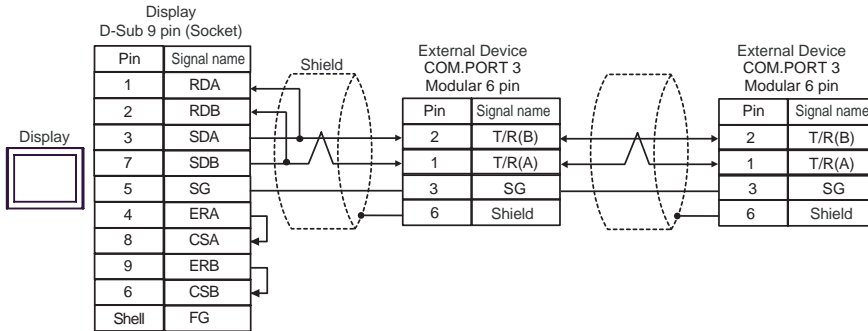 Display
D-Sub 9 pin (Socket)
Pin Signal name
1 RDA
2 RDB
3 SDA
7 SDB
5 SG
4 ERA
8 CSA
9 ERB
6 CSB
Shell FG
Display
Shield
External Device
COM.PORT 3
Modular 6 pin
Pin Signal name
2 T/R(B)
1 T/R(A)
3 SG
6 Shield
External Device
COM.PORT 3
Modular 6 pin
Pin Signal name
2 T/R(B)
1 T/R(A)
3 SG
6 Shield